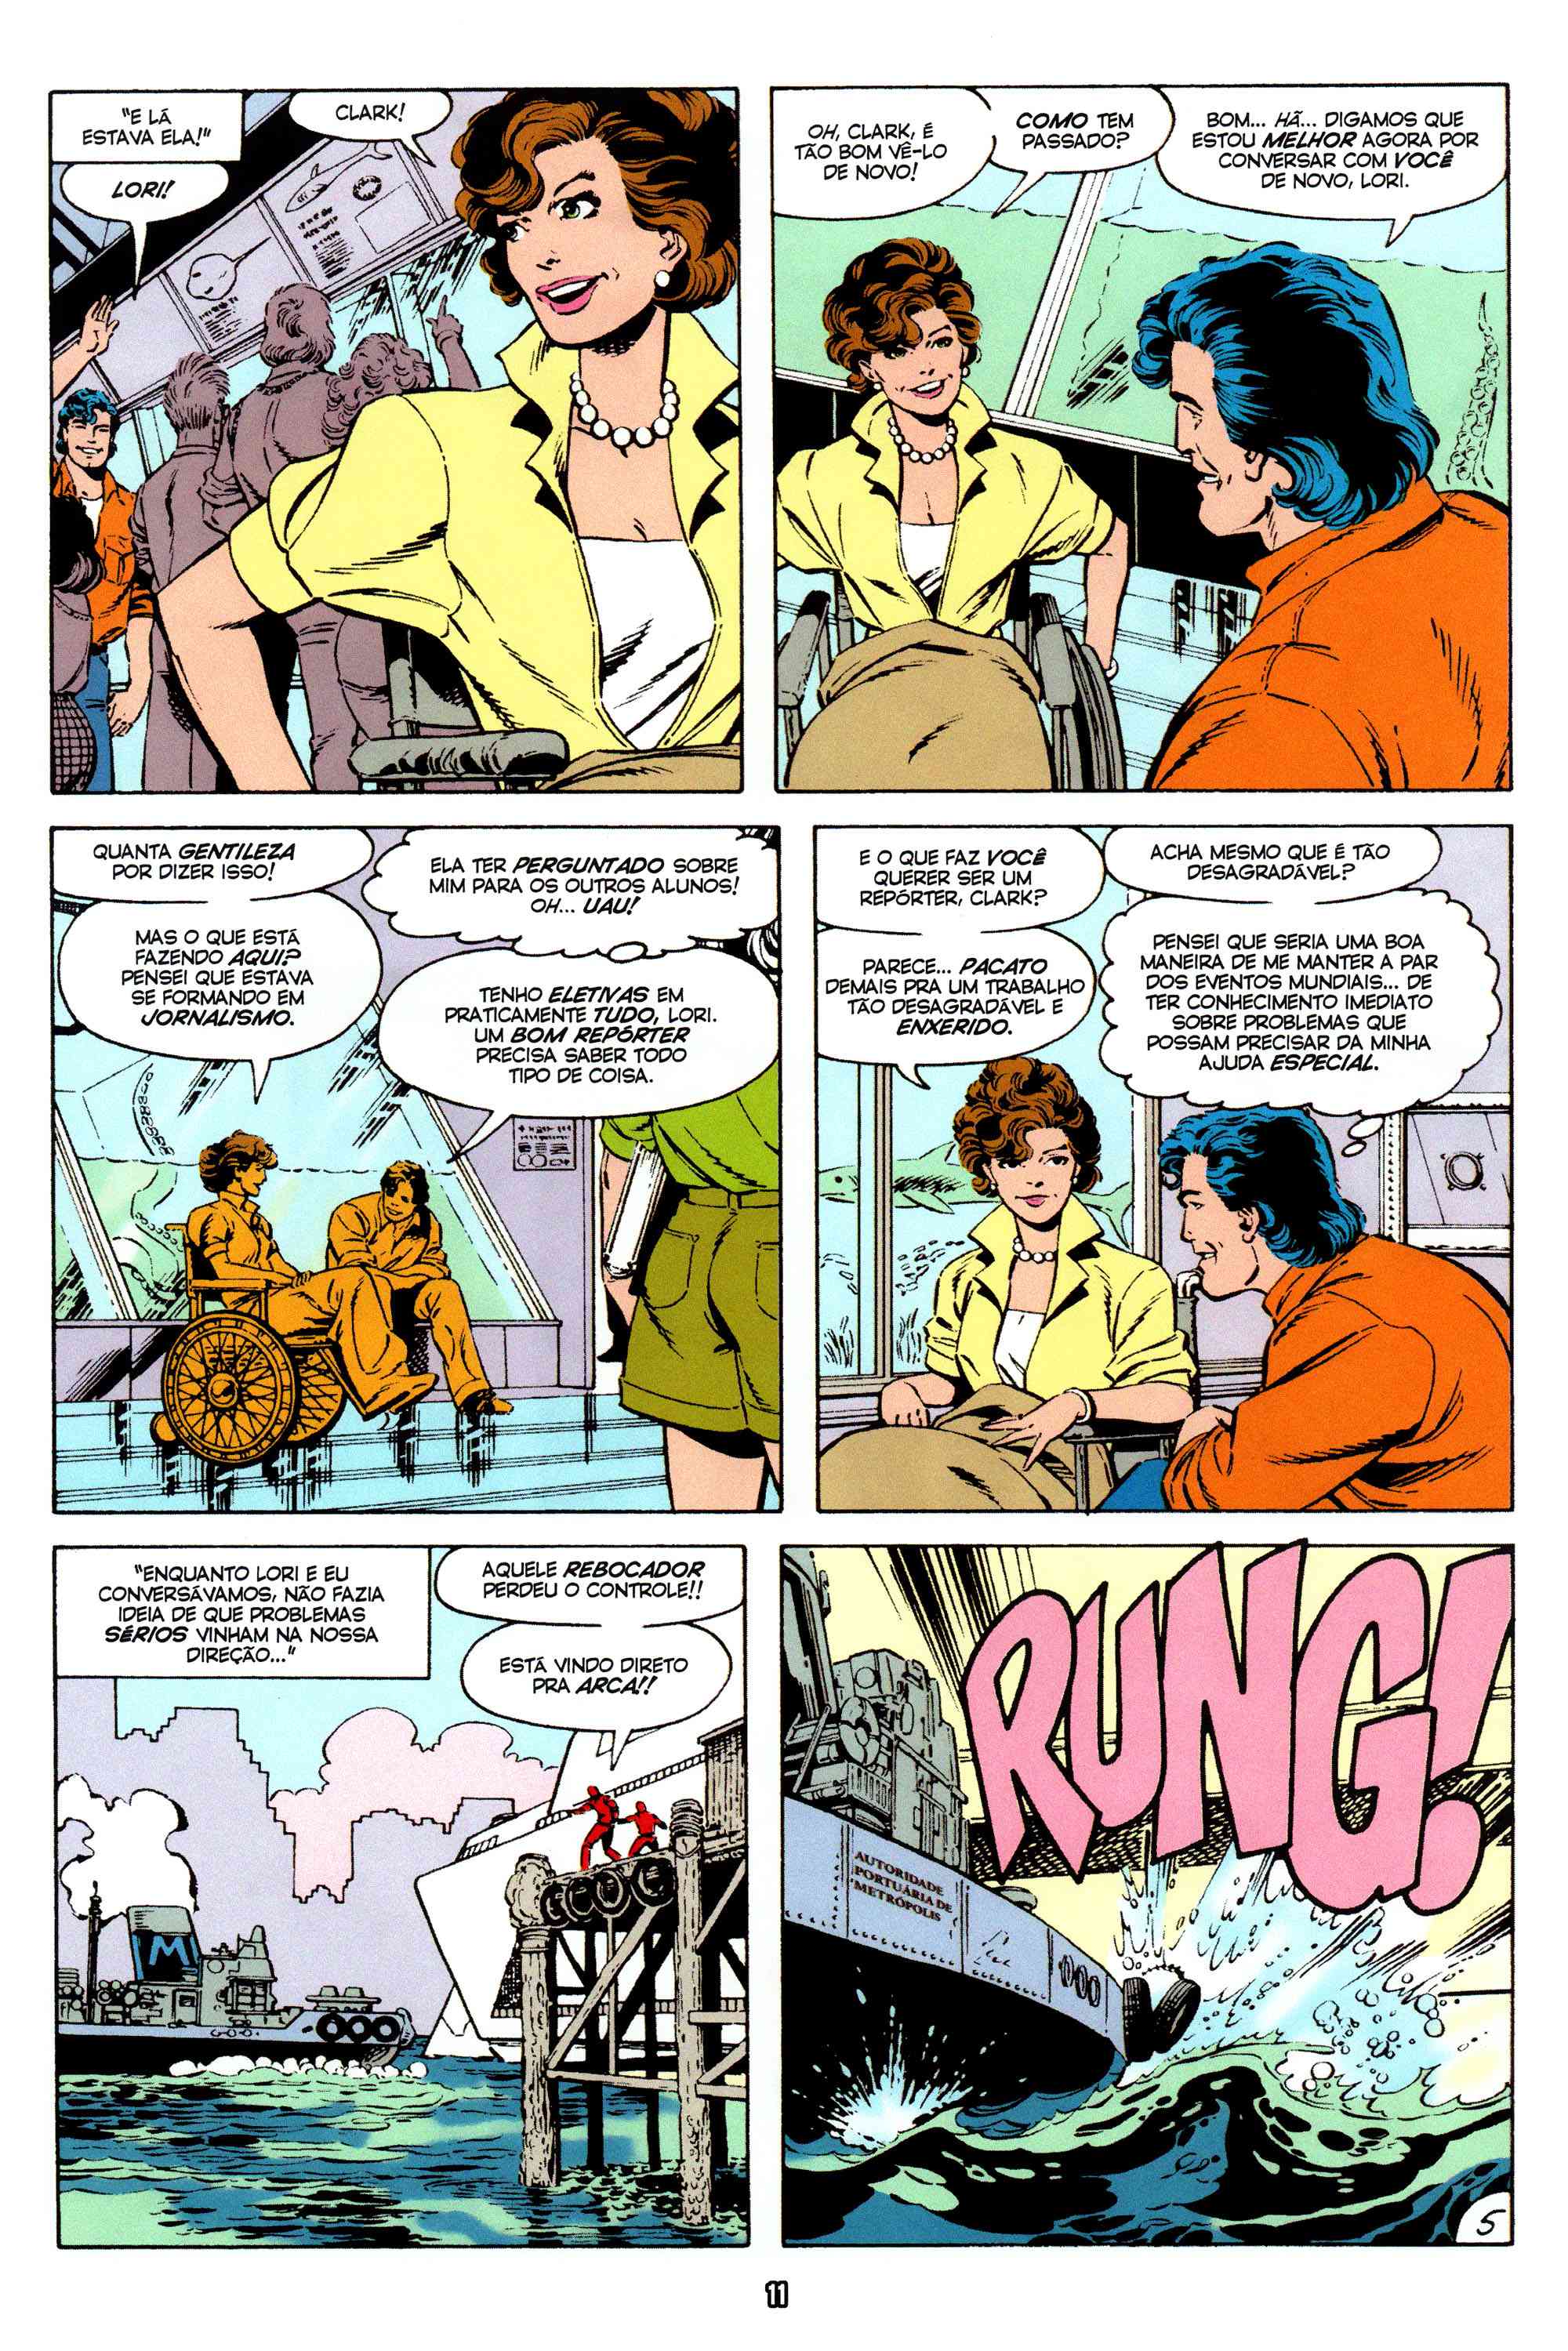 "E LÁ
ESTAVA ELA!"
LORI!
CLARK!
OH, CLARK, É
TÃO BOM VÊ-LO
DE NOVO!
COMO TEM
PASSADO?
BOM... HÃ... DIGAMOS QUE
ESTOU MELHOR AGORA POR
CONVERSAR COM VOCÊ
DE NOVO, LORI.
QUANTA GENTILEZA
POR DIZER ISSO!
MAS O QUE ESTÁ
FAZENDO AQUI?
PENSEI QUE ESTAVA
SE FORMANDO EM
JORNALISMO.
ELA TER PERGUNTADO SOBRE
MIM PARA OS OUTROS ALUNOS!
OH... UAU!
TENHO ELETIVAS EM
PRATICAMENTE TUDO, LORI.
UM BOM REPÓRTER
PRECISA SABER TODO
TIPO DE COISA.
E O QUE FAZ VOCÊ
QUERER SER UM
REPÓRTER, CLARK?
PARECE... PACATO
DEMAIS PRA UM TRABALHO
TÃO DESAGRADÁVEL E
ENXERIDO.
ACHA MESMO QUE É TÃO
DESAGRADÁVEL?
PENSEI QUE SERIA UMA BOA
MANEIRA DE ME MANTER A PAR
DOS EVENTOS MUNDIAIS... DE
TER CONHECIMENTO IMEDIATO
SOBRE PROBLEMAS QUE
POSSAM PRECISAR DA MINHA
AJUDA ESPECIAL.
"ENQUANTO LORI E EU
CONVERSÁVAMOS, NÃO FAZIA
IDEIA DE QUE PROBLEMAS
SÉRIOS VINHAM NA NOSSA
DIREÇÃO..."
AQUELE REBOCADOR
PERDEU O CONTROLE!!
ESTÁ VINDO DIRETO
PRA ARCA!!
M
RUNG!
AUTORIDADE
PORTUÁRIA DE
METRÓPOLIS
5
11